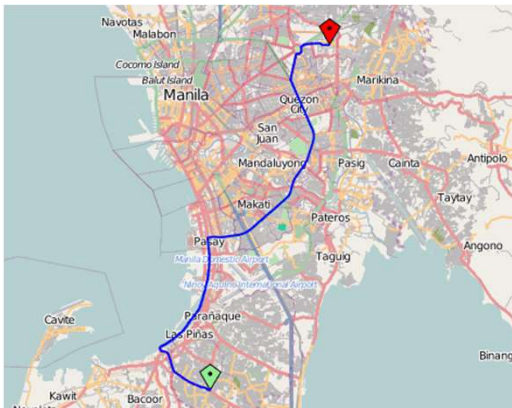 Navotas
Malabon
Cocomo Island
Balut Island
Manila
Marikina
Quezon
City
San
Juan
Mandaluyong
Pasig
Cainta
Antipolo
Taytay
Makati
Pateros
Angono
Pasay
Taguig
Manila Domestic Airport
Ninoy Aquino International Airport
Parañaque
Cavite
Las Piñas
Binang
Kawit
Bacoor